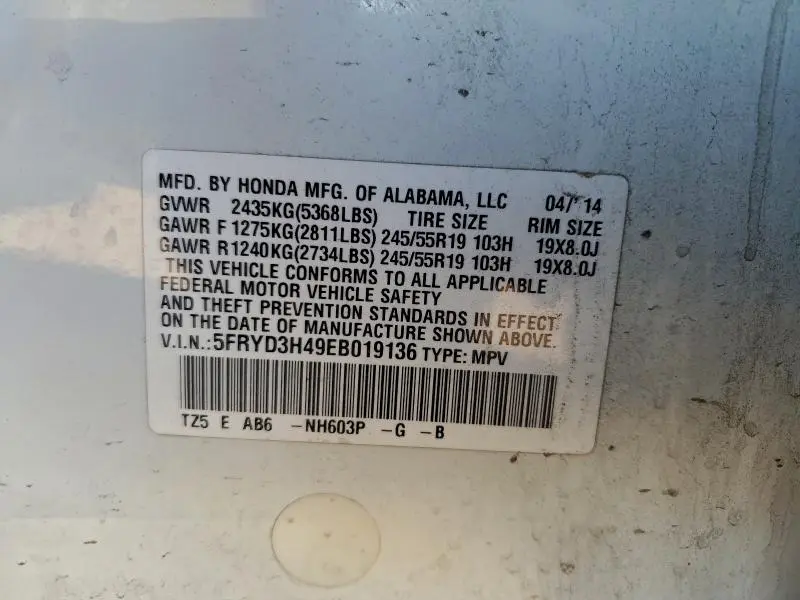 MFD. BY HONDA MFG. OF ALABAMA, LLC 04/'14
GVWR 2435KG(5368LBS) TIRE SIZE RIM SIZE
GAWR F 1275KG(2811LBS) 245/55R19 103H 19X8.0J
GAWR R 1240KG(2734LBS) 245/55R19 103H 19X8.0J
THIS VEHICLE CONFORMS TO ALL APPLICABLE
FEDERAL MOTOR VEHICLE SAFETY
AND THEFT PREVENTION STANDARDS IN EFFECT
ON THE DATE OF MANUFACTURE SHOWN ABOVE.
V.I.N.:5FRYD3H49EB019136 TYPE: MPV
TZ5 E AB6 -NH603P -G -B